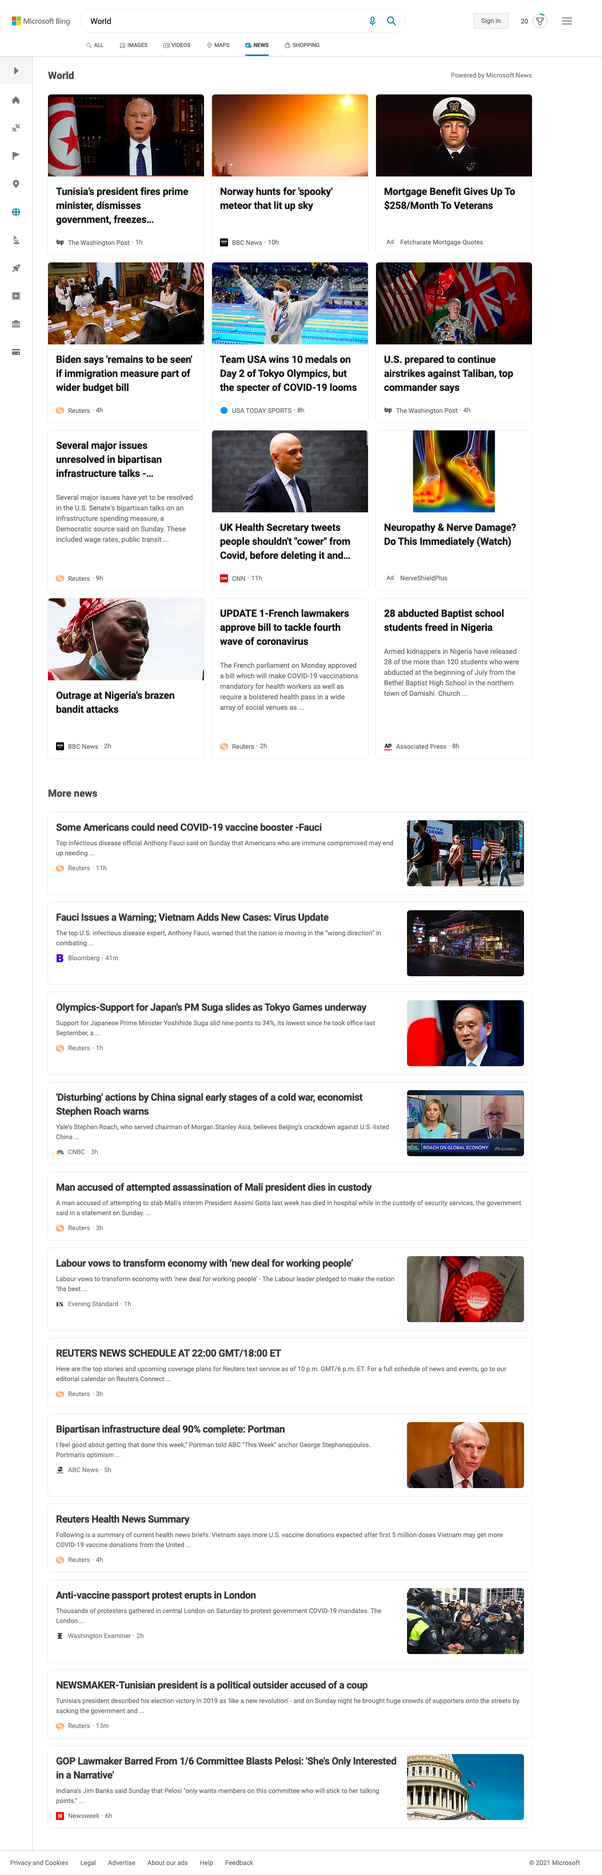 Microsoft Bing
World
Sign in
20
ALL
IMAGES
VIDEOS
MAPS
NEWS
SHOPPING
World
Powered by Microsoft News
Tunisia's president fires prime
minister, dismisses
government, freezes...
The Washington Post · 1h
Norway hunts for 'spooky'
meteor that lit up sky
BBC News · 10h
Mortgage Benefit Gives Up To
$258/Month To Veterans
Ad Fetcharate Mortgage Quotes
Biden says 'remains to be seen'
if immigration measure part of
wider budget bill
Reuters · 4h
Team USA wins 10 medals on
Day 2 of Tokyo Olympics, but
the specter of COVID-19 looms
USA TODAY SPORTS · 8h
U.S. prepared to continue
airstrikes against Taliban, top
commander says
The Washington Post · 4h
Several major issues
unresolved in bipartisan
infrastructure talks -...
Several major issues have yet to be resolved
in the U.S. Senate's bipartisan talks on an
infrastructure spending measure, a
Democratic source said on Sunday. These
included wage rates, public transit ...
Reuters · 9h
UK Health Secretary tweets
people shouldn't "cower" from
Covid, before deleting it and...
CNN · 11h
Neuropathy & Nerve Damage?
Do This Immediately (Watch)
Ad NerveShieldPlus
Outrage at Nigeria's brazen
bandit attacks
BBC News · 2h
UPDATE 1-French lawmakers
approve bill to tackle fourth
wave of coronavirus
The French parliament on Monday approved
a bill which will make COVID-19 vaccinations
mandatory for health workers as well as
require a bolstered health pass in a wide
array of social venues as ...
Reuters · 2h
28 abducted Baptist school
students freed in Nigeria
Armed kidnappers in Nigeria have released
28 of the more than 120 students who were
abducted at the beginning of July from the
Bethel Baptist High School in the northern
town of Damishi. Church ...
AP Associated Press · 8h
More news
Some Americans could need COVID-19 vaccine booster -Fauci
Top infectious disease official Anthony Fauci said on Sunday that Americans who are immune compromised may end
up needing ...
Reuters · 11h
Fauci Issues a Warning; Vietnam Adds New Cases: Virus Update
The top U.S. infectious disease expert, Anthony Fauci, warned that the nation is moving in the "wrong direction" in
combating ...
B Bloomberg · 41m
Olympics-Support for Japan's PM Suga slides as Tokyo Games underway
Support for Japanese Prime Minister Yoshihide Suga slid nine points to 34%, its lowest since he took office last
September, a ...
Reuters · 1h
'Disturbing' actions by China signal early stages of a cold war, economist
Stephen Roach warns
Yale's Stephen Roach, who served chairman of Morgan Stanley Asia, believes Beijing's crackdown against U.S.-listed
China ...
CNBC · 3h
ROACH ON GLOBAL ECONOMY
CNBC
Man accused of attempted assassination of Mali president dies in custody
A man accused of attempting to stab Mali's interim President Assimi Goita last week has died in hospital while in the custody of security services, the government
said in a statement on Sunday. ...
Reuters · 3h
Labour vows to transform economy with 'new deal for working people'
Labour vows to transform economy with 'new deal for working people' - The Labour leader pledged to make the nation
'the best ...
ES Evening Standard · 1h
Labour
REUTERS NEWS SCHEDULE AT 22:00 GMT/18:00 ET
Here are the top stories and upcoming coverage plans for Reuters text service as of 10 p.m. GMT/6 p.m. ET. For a full schedule of news and events, go to our
editorial calendar on Reuters Connect ...
Reuters · 3h
Bipartisan infrastructure deal 90% complete: Portman
I feel good about getting that done this week," Portman told ABC "This Week" anchor George Stephanopoulos.
Portman's optimism ...
ABC News · 5h
Reuters Health News Summary
Following is a summary of current health news briefs. Vietnam says more U.S. vaccine donations expected after first 5 million doses Vietnam may get more
COVID-19 vaccine donations from the United ...
Reuters · 4h
Anti-vaccine passport protest erupts in London
Thousands of protesters gathered in central London on Saturday to protest government COVID-19 mandates. The
London ...
Washington Examiner · 2h
NEWSMAKER-Tunisian president is a political outsider accused of a coup
Tunisia's president described his election victory in 2019 as 'like a new revolution' - and on Sunday night he brought huge crowds of supporters onto the streets by
sacking the government and ...
Reuters · 13m
GOP Lawmaker Barred From 1/6 Committee Blasts Pelosi: 'She's Only Interested
in a Narrative'
Indiana's Jim Banks said Sunday that Pelosi "only wants members on this committee who will stick to her talking
points." ...
N Newsweek · 6h
Privacy and Cookies
Legal
Advertise
About our ads
Help
Feedback
© 2021 Microsoft